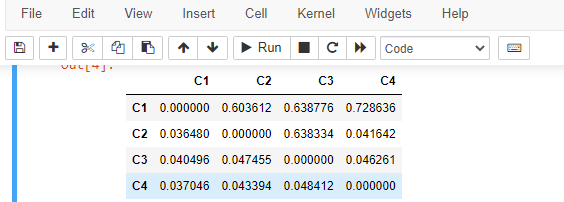 File Edit View Insert Cell Kernel Widgets Help
Run Code
Out[4]:
C1 C2 C3 C4
C1 0.000000 0.603612 0.638776 0.728636
C2 0.036480 0.000000 0.638334 0.041642
C3 0.040496 0.047455 0.000000 0.046261
C4 0.037046 0.043394 0.048412 0.000000